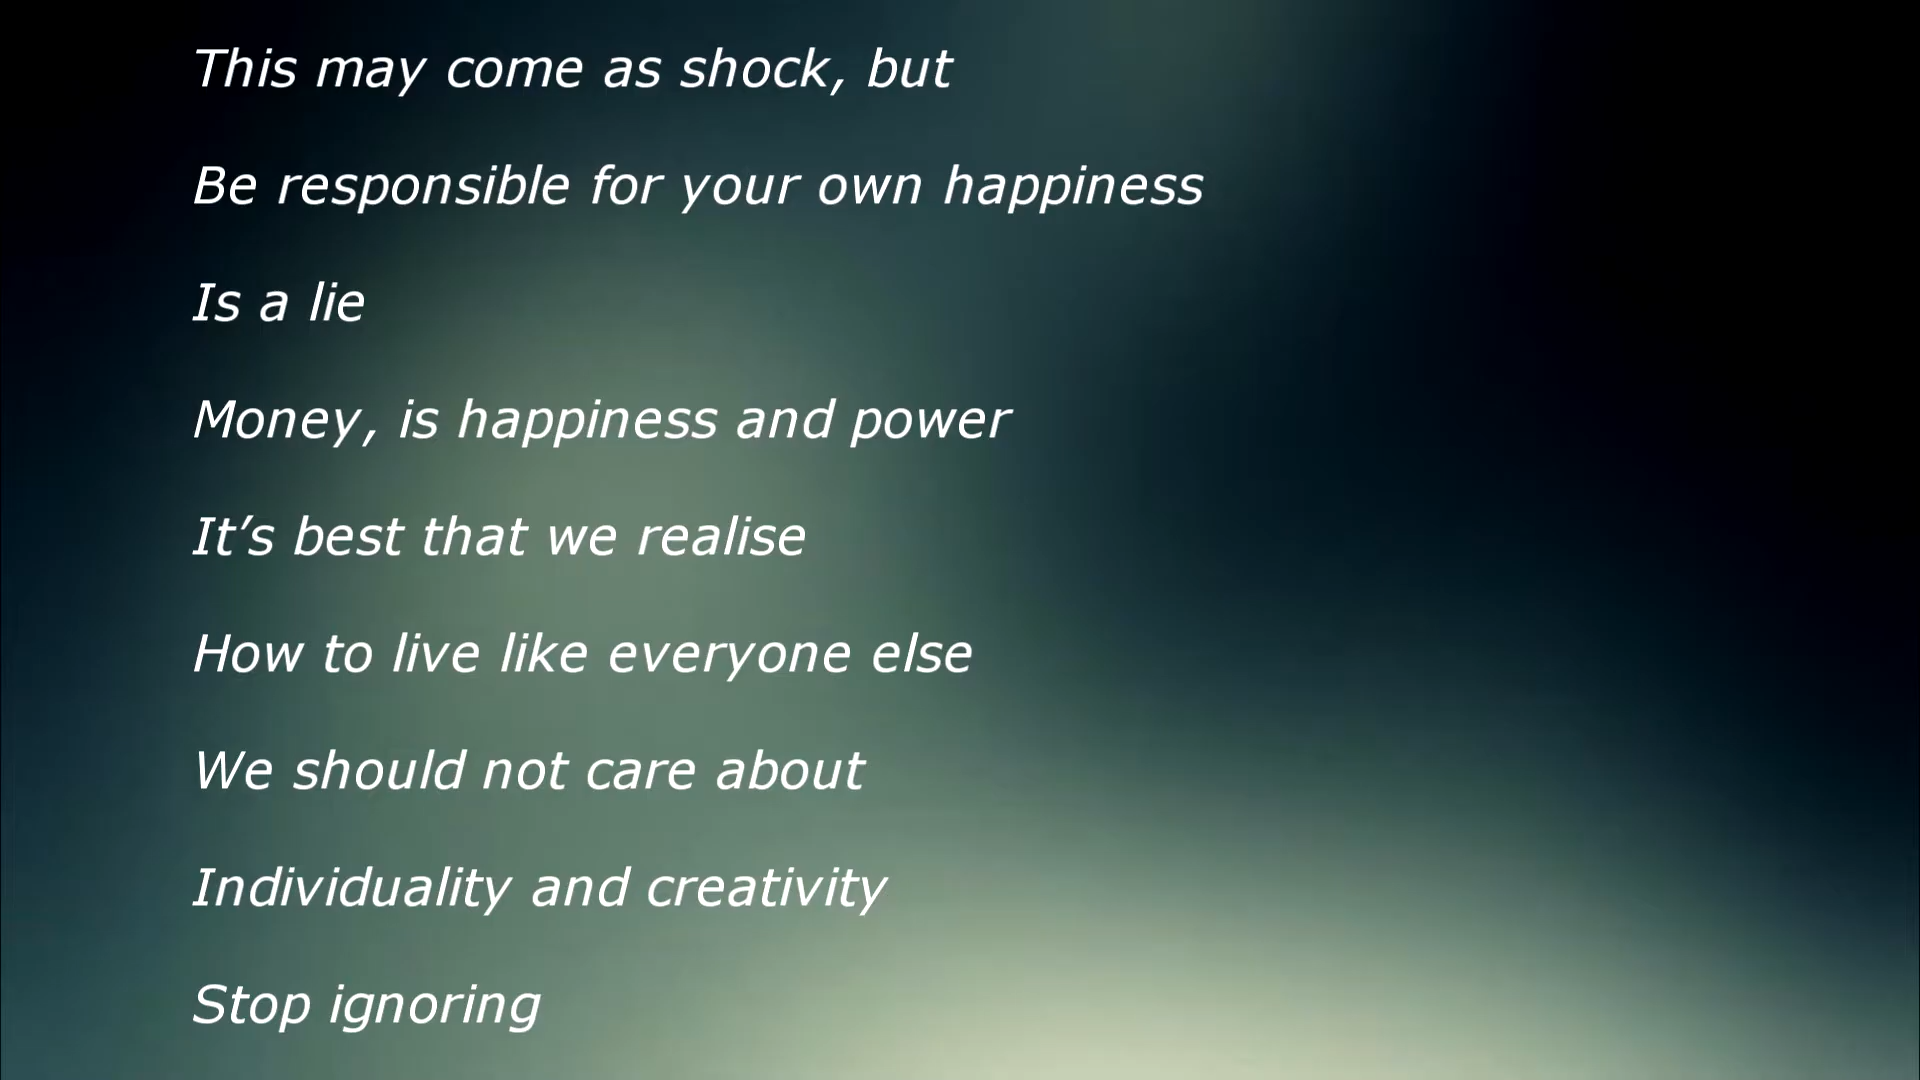 This may come as shock, but
Be responsible for your own happiness
Is a lie
Money, is happiness and power
It’s best that we realise
How to live like everyone else
We should not care about
Individuality and creativity
Stop ignoring